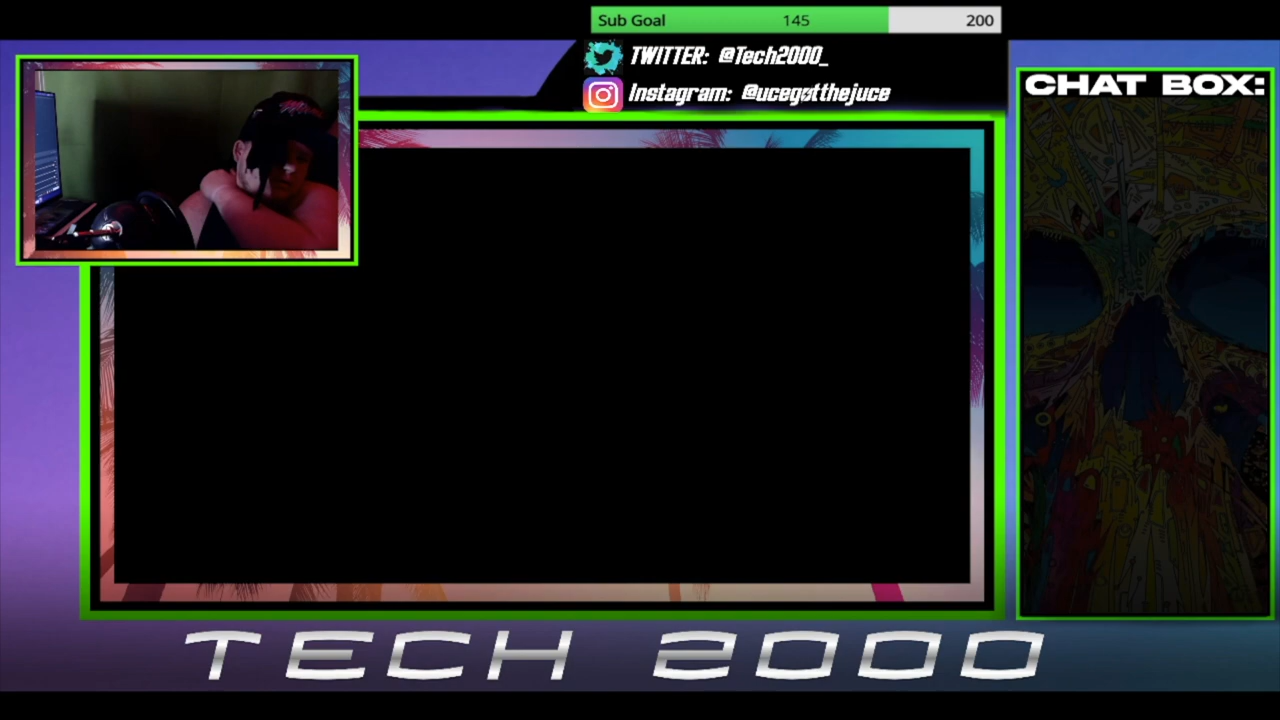 Sub Goal 145 200
TWITTER: @Tech2000_
Instagram: @ucegotthejuce
CHAT BOX:
TECH 2000